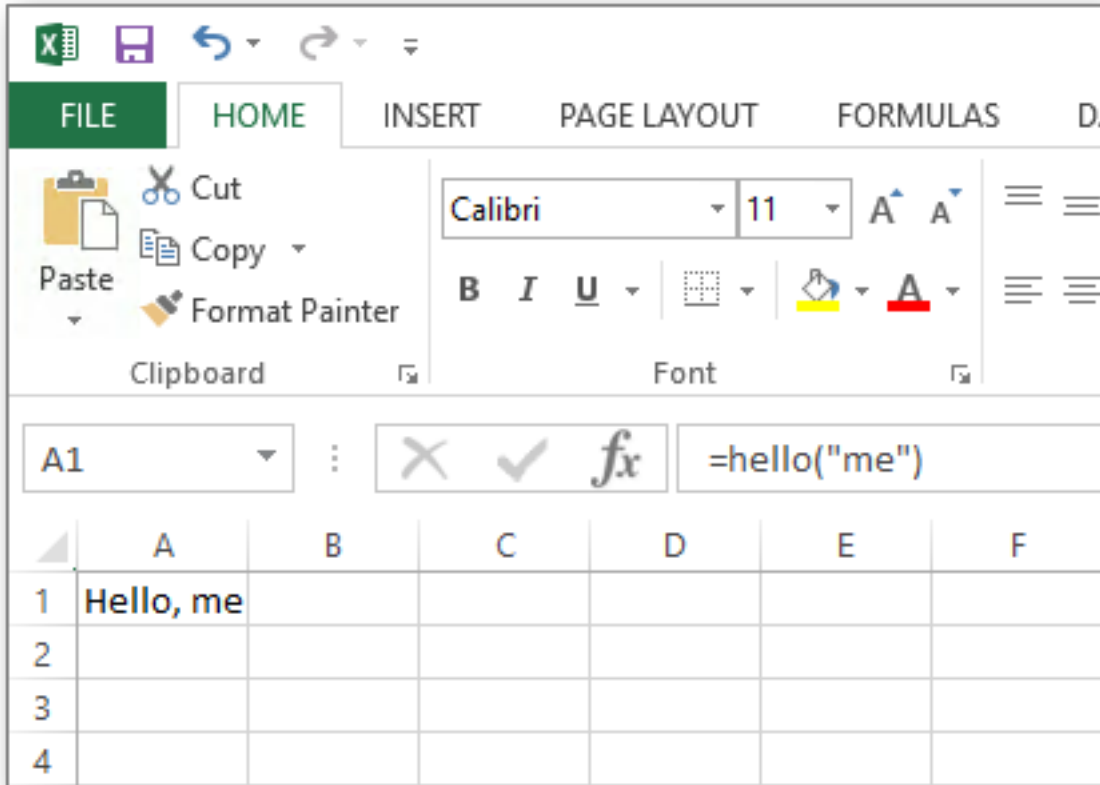 FILE HOME INSERT PAGE LAYOUT FORMULAS
Cut
Calibri 11
Copy
Paste
B I U A
Format Painter
Clipboard Font
A1 fx =hello("me")
A B C D E F
1 Hello, me
2
3
4